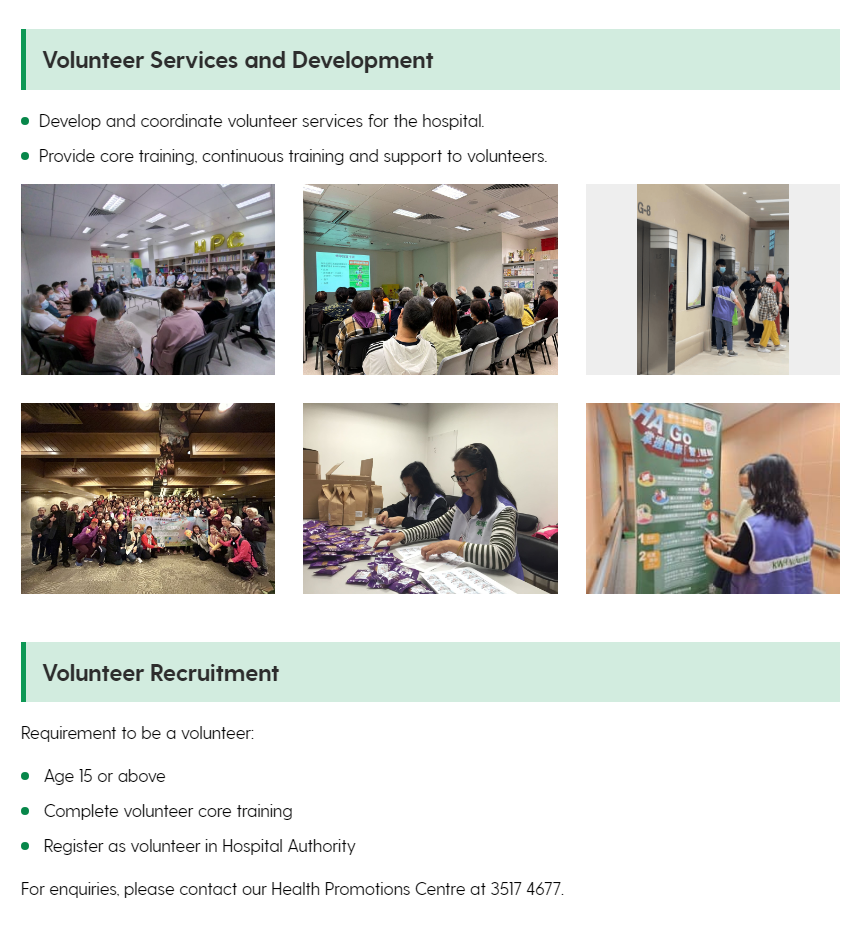 Volunteer Services and Development
Develop and coordinate volunteer services for the hospital.
Provide core training, continuous training and support to volunteers.
HPC
G-8
HA Go
1
2
Volunteer Recruitment
Requirement to be a volunteer:
Age 15 or above
Complete volunteer core training
Register as volunteer in Hospital Authority
For enquiries, please contact our Health Promotions Centre at 3517 4677.